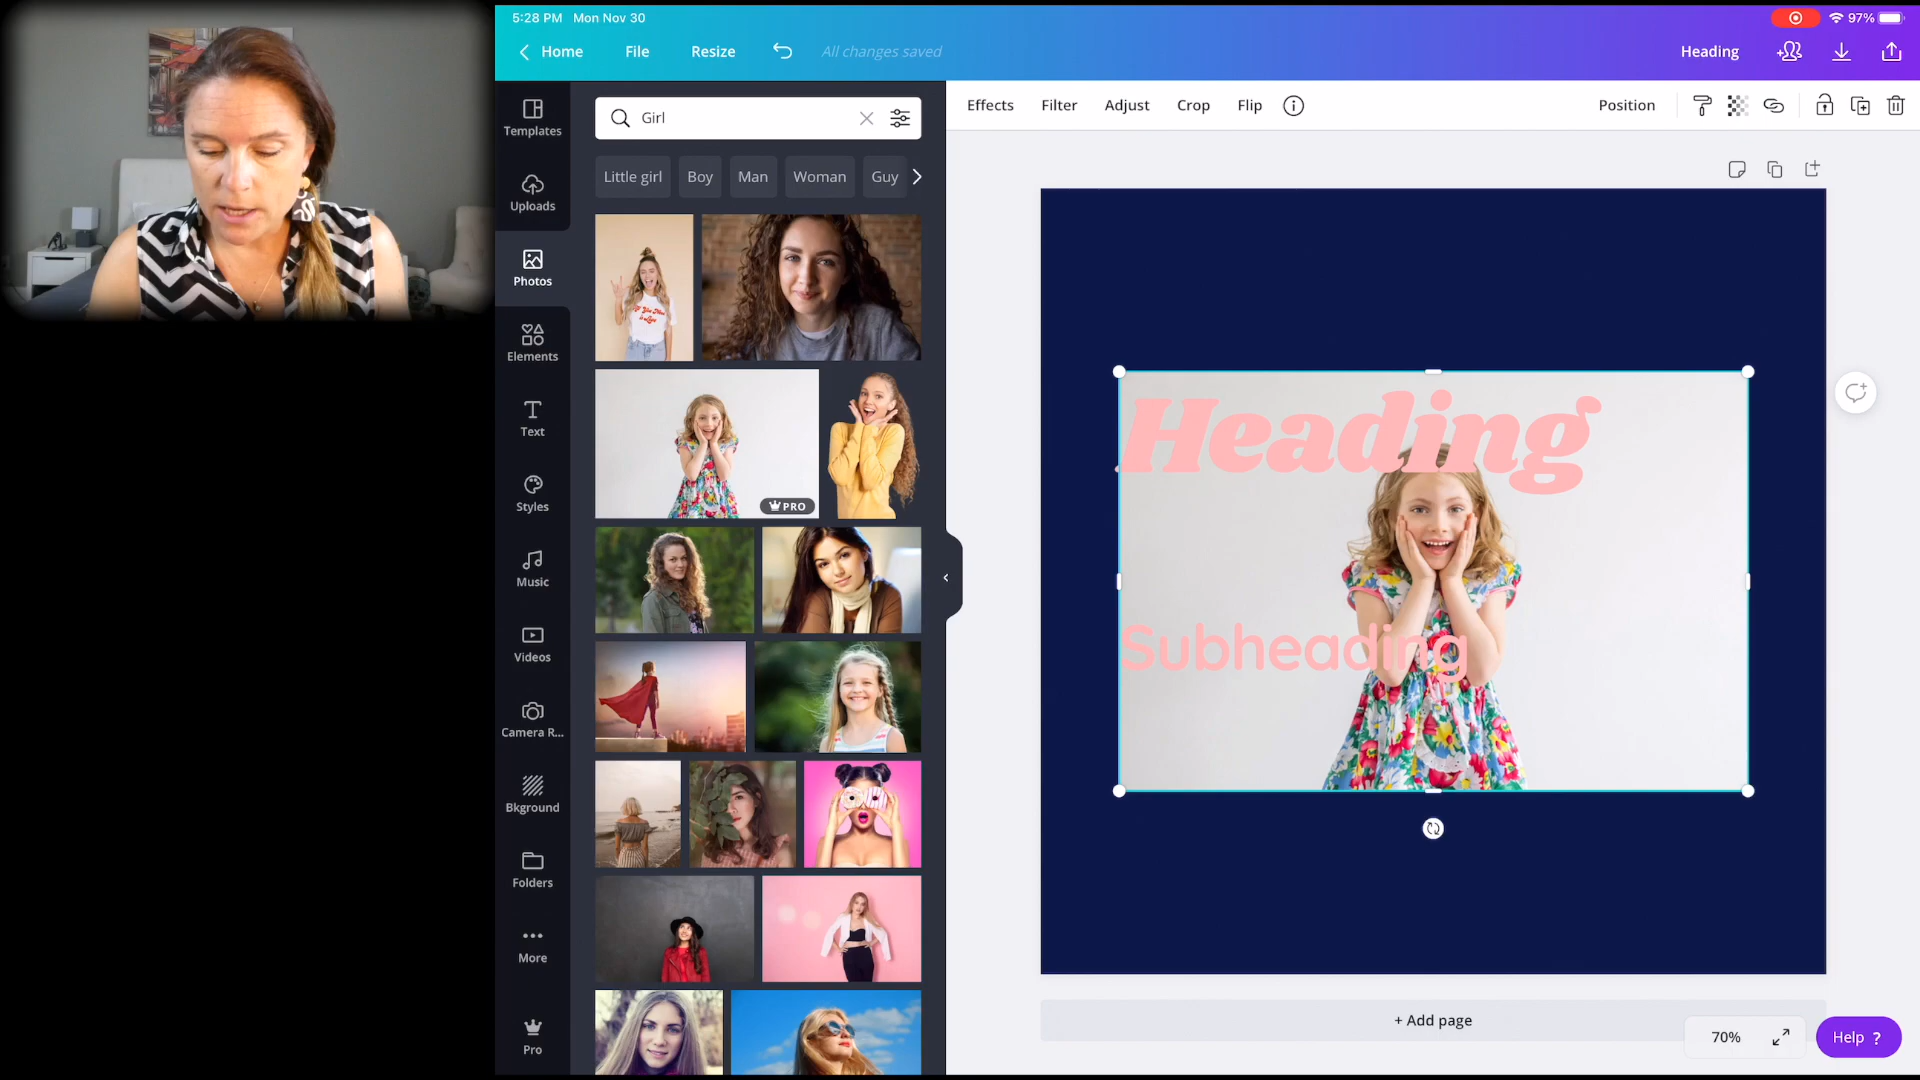 5:28 PM Mon Nov 30
97%
Home File Resize All changes saved Heading
Templates
Uploads
Photos
Elements
Text
Styles
Music
Videos
Camera R...
Bkground
Folders
More
Pro
Girl
Little girl Boy Man Woman Guy
PRO
Effects Filter Adjust Crop Flip Position
Heading
Subheading
+ Add page
70%
Help ?